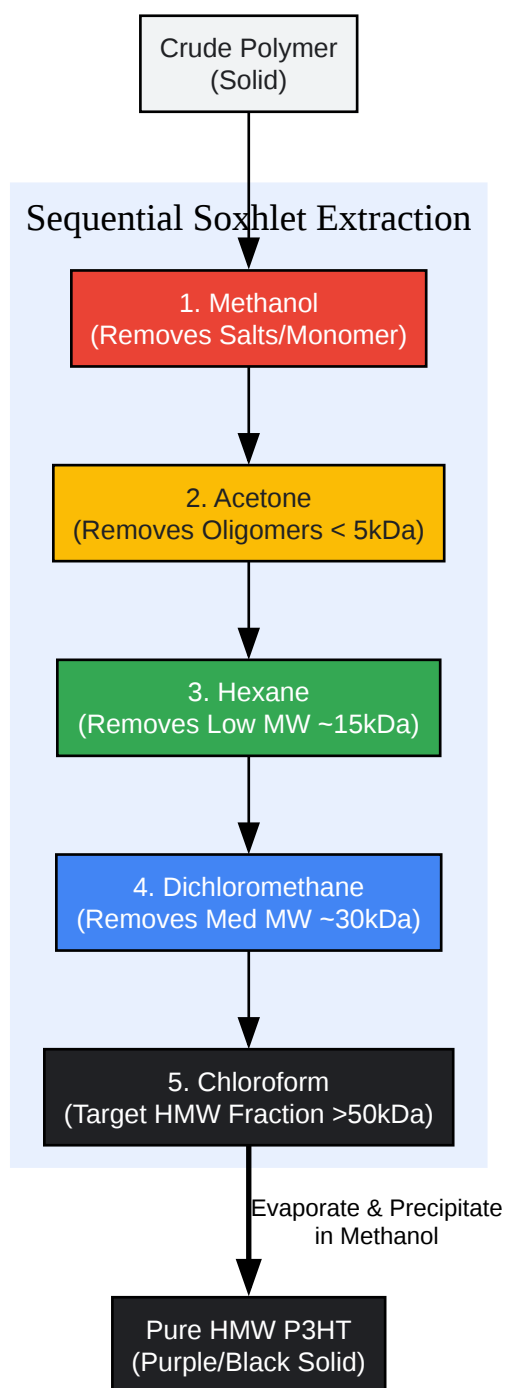 Crude Polymer
(Solid)
Sequential Soxhlet Extraction
1. Methanol
(Removes Salts/Monomer)
2. Acetone
(Removes Oligomers < 5kDa)
3. Hexane
(Removes Low MW ~15kDa)
4. Dichloromethane
(Removes Med MW ~30kDa)
5. Chloroform
(Target HMW Fraction >50kDa)
Evaporate & Precipitate
in Methanol
Pure HMW P3HT
(Purple/Black Solid)